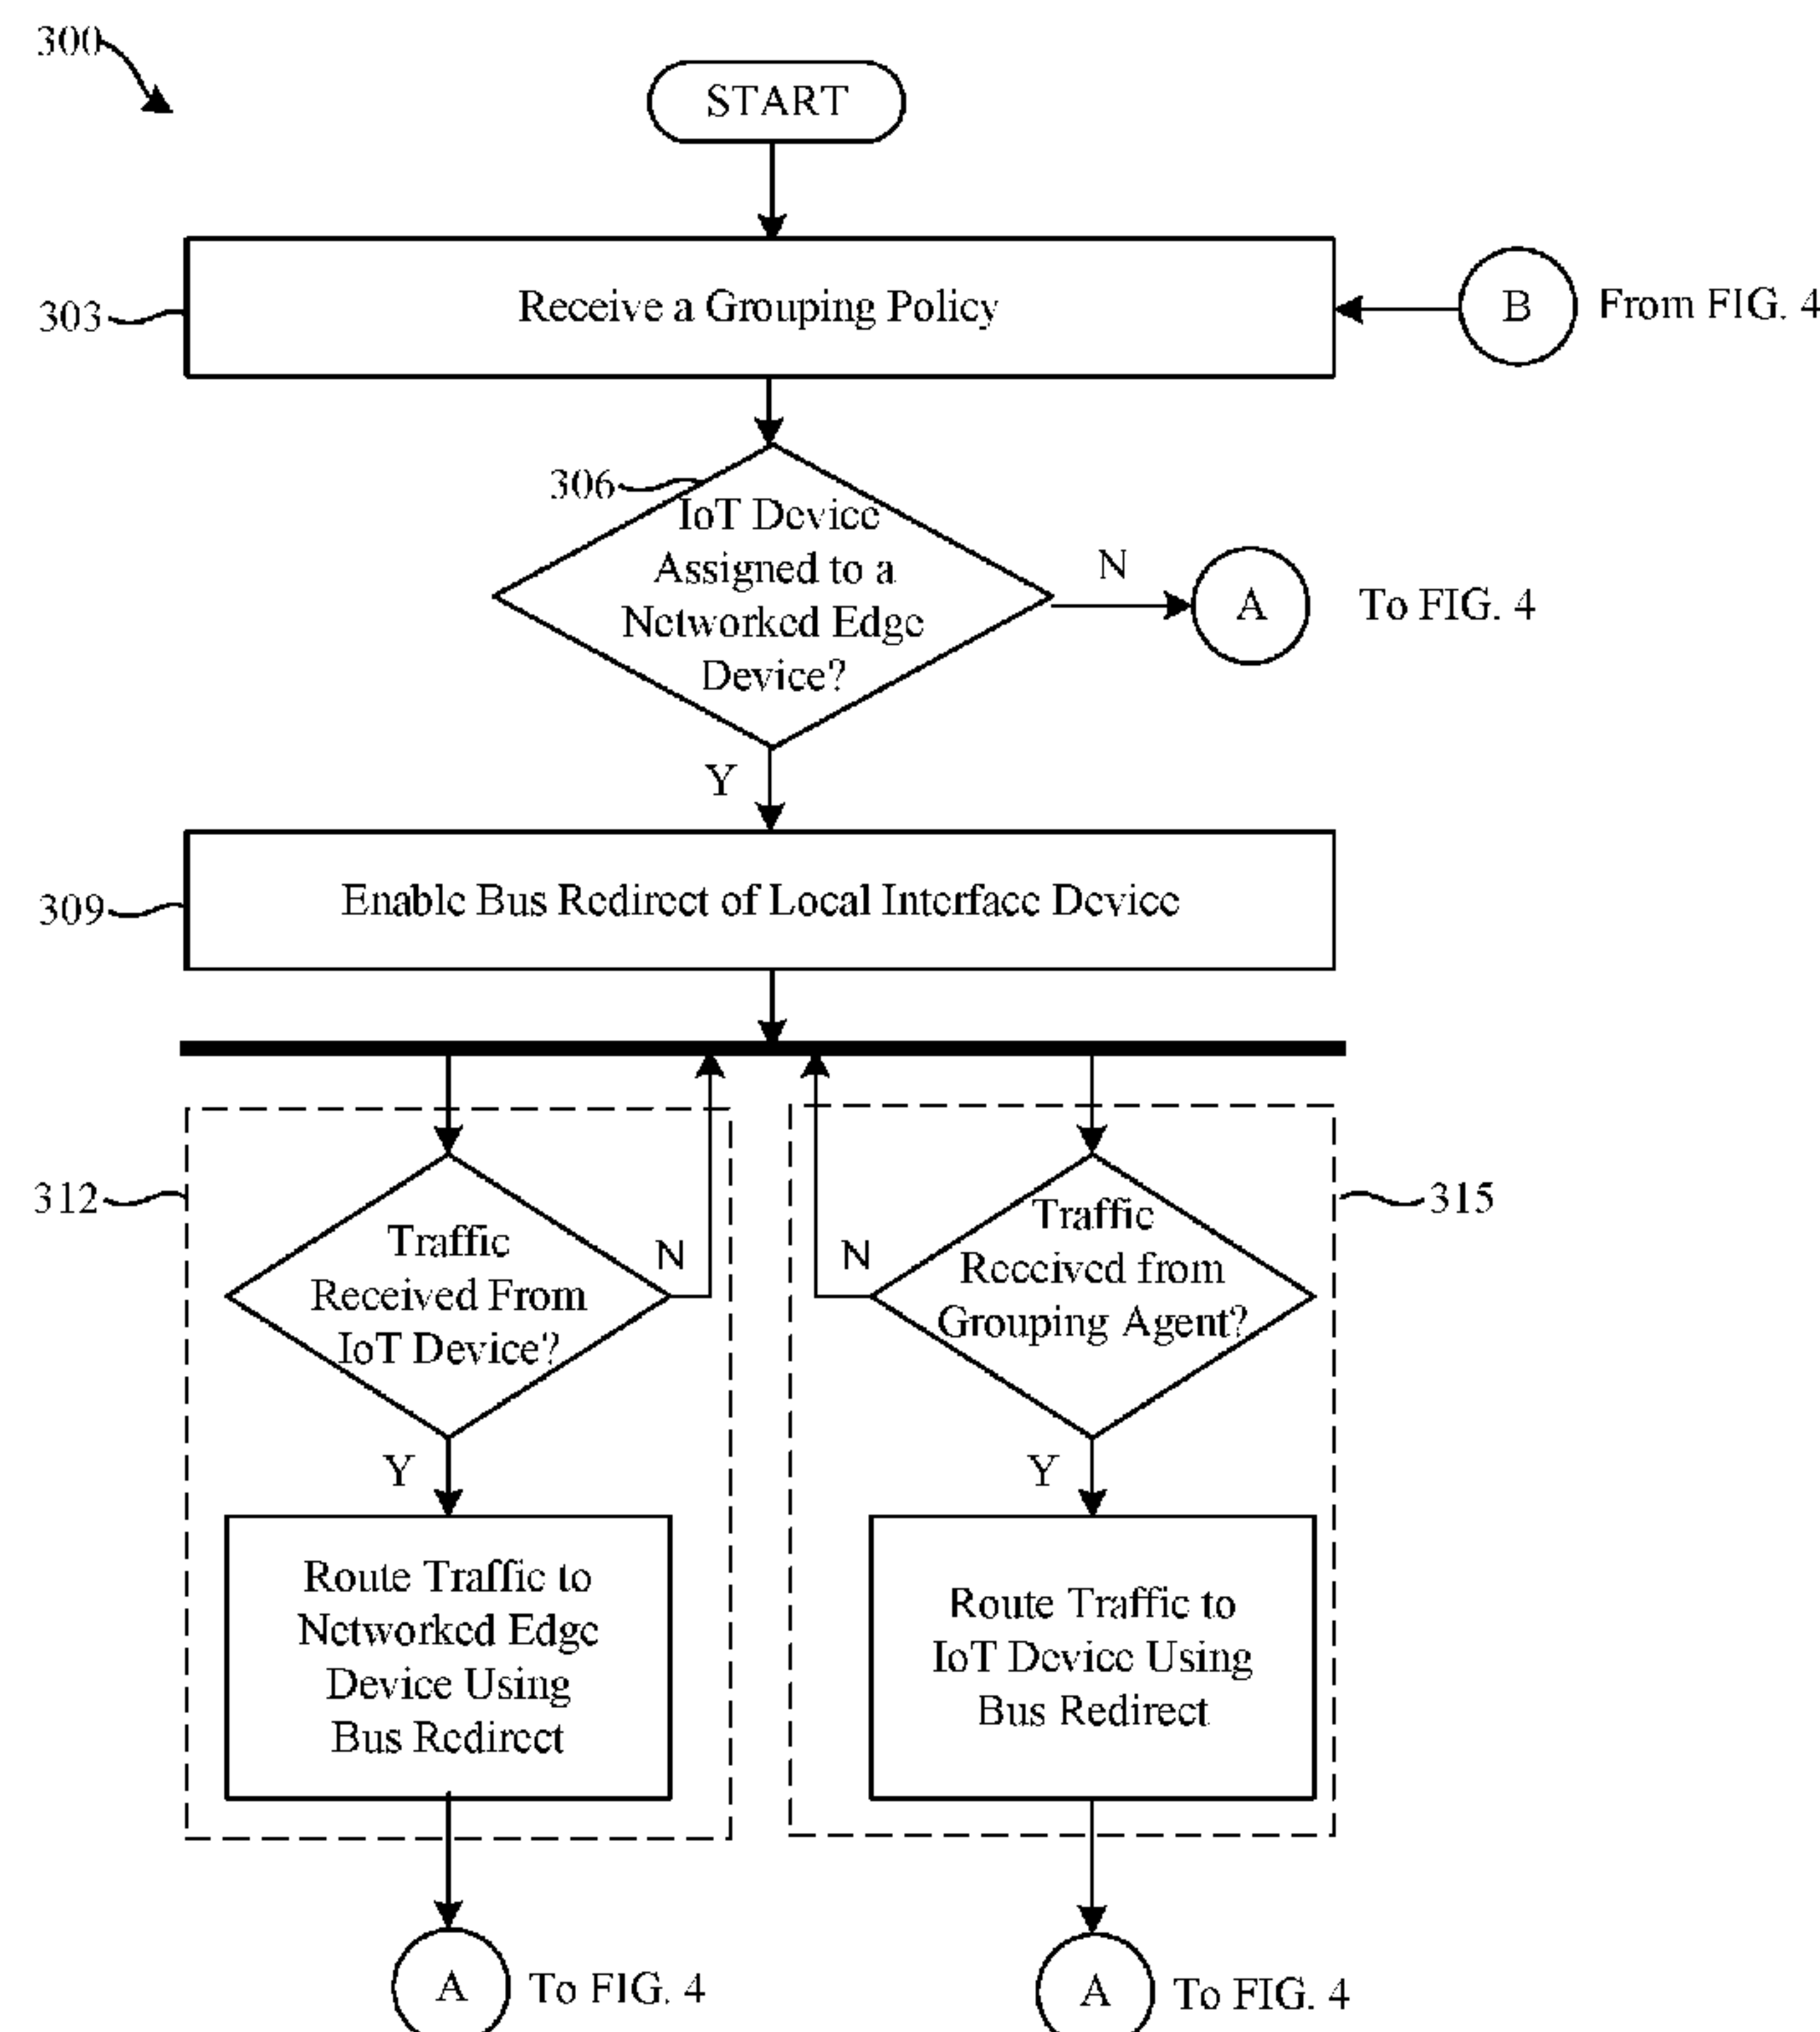 300
START
303
Receive a Grouping Policy
B
From FIG. 4
306
IoT Device
Assigned to a
Networked Edge
Device?
N
A
To FIG. 4
Y
309
Enable Bus Redirect of Local Interface Device
312
Traffic
Received From
IoT Device?
N
N
Traffic
Received from
Grouping Agent?
315
Y
Y
Route Traffic to
Networked Edge
Device Using
Bus Redirect
Route Traffic to
IoT Device Using
Bus Redirect
A
To FIG. 4
A
To FIG. 4